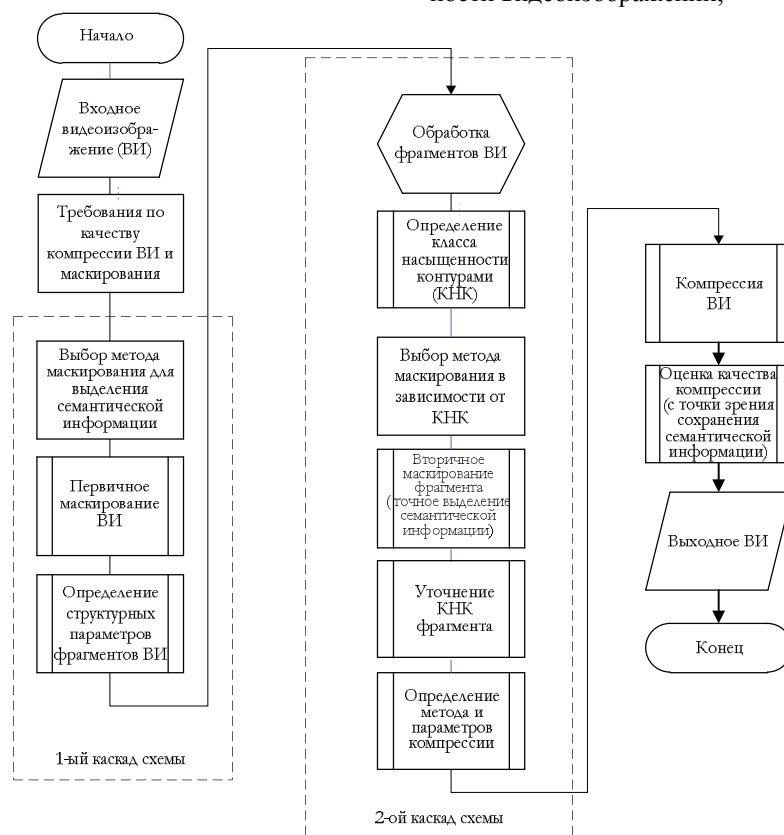 ности видеоизображений;
Начало
Входное
видеоизобра-
жение (ВИ)
Требования по
качеству
компрессии ВИ и
маскирования
Выбор метода
маскирования для
выделения
семантической
информации
Первичное
маскирование
ВИ
Определение
структурных
параметров
фрагментов ВИ
1-ый каскад схемы
Обработка
фрагментов ВИ
Определение
класса
насыщенности
контурами
(КНК)
Выбор метода
маскирования в
зависимости от
КНК
Вторичное
маскирование
фрагмента
(точное выделение
семантической
информации)
Уточнение
КНК
фрагмента
Определение
метода и
параметров
компрессии
2-ой каскад схемы
Компрессия
ВИ
Оценка качества
компрессии
(с точки зрения
сохранения
семантической
информации)
Выходное ВИ
Конец